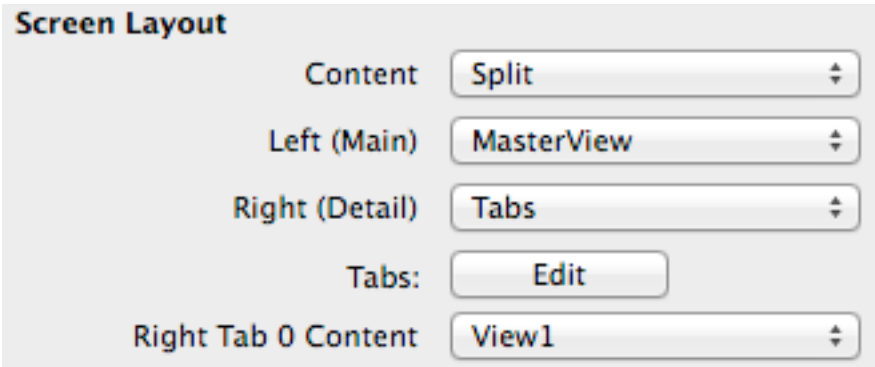 Screen Layout
Content Split
Left (Main) MasterView
Right (Detail) Tabs
Tabs: Edit
Right Tab 0 Content View1